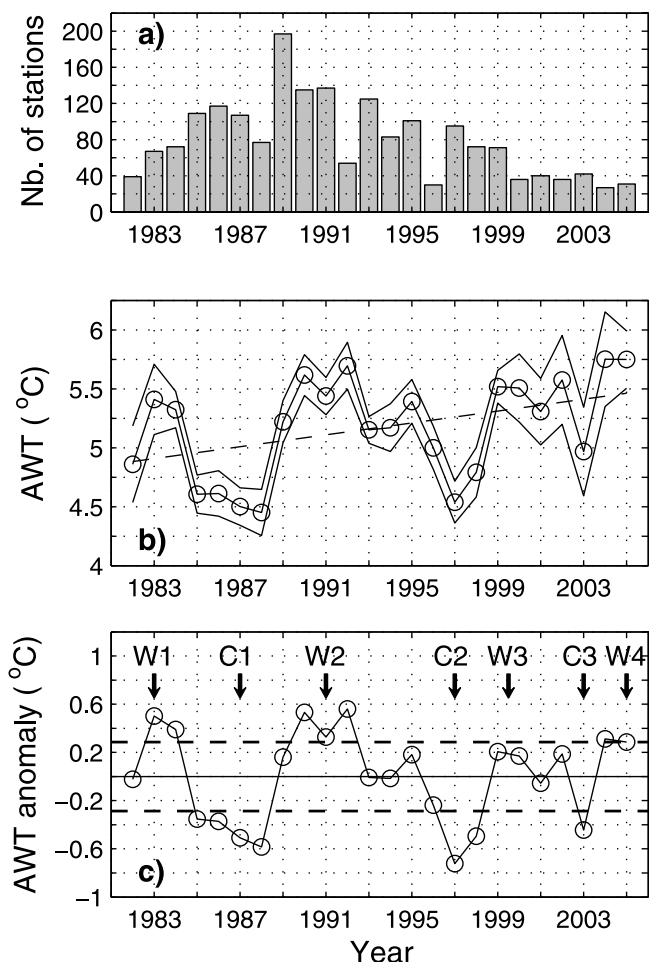 a)
Nb. of stations
200
160
120
80
40
0
1983 1987 1991 1995 1999 2003
b)
AWT ( °C)
6
5.5
5
4.5
4
1983 1987 1991 1995 1999 2003
c)
AWT anomaly ( °C)
1
0.6
0.2
−0.2
−0.6
−1
W1 C1 W2 C2 W3 C3 W4
1983 1987 1991 1995 1999 2003
Year